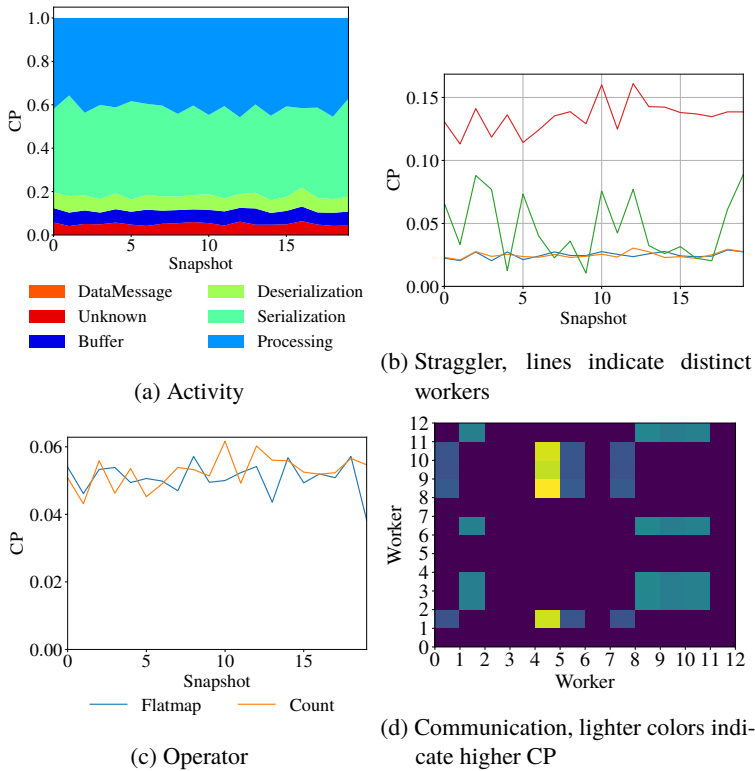 1.0
0.8
0.6
0.4
0.2
0.0
CP
0 5 10 15
Snapshot
DataMessage Deserialization
Unknown Serialization
Buffer Processing
(a) Activity
0.15
0.10
0.05
0.00
CP
0 5 10 15
Snapshot
(b) Straggler, lines indicate distinct
workers
0.06
0.04
0.02
0.00
CP
0 5 10 15
Snapshot
Flatmap Count
(c) Operator
12
11
10
9
8
7
6
5
4
3
2
1
0
Worker
0 1 2 3 4 5 6 7 8 9 10 11 12
Worker
(d) Communication, lighter colors indi-
cate higher CP